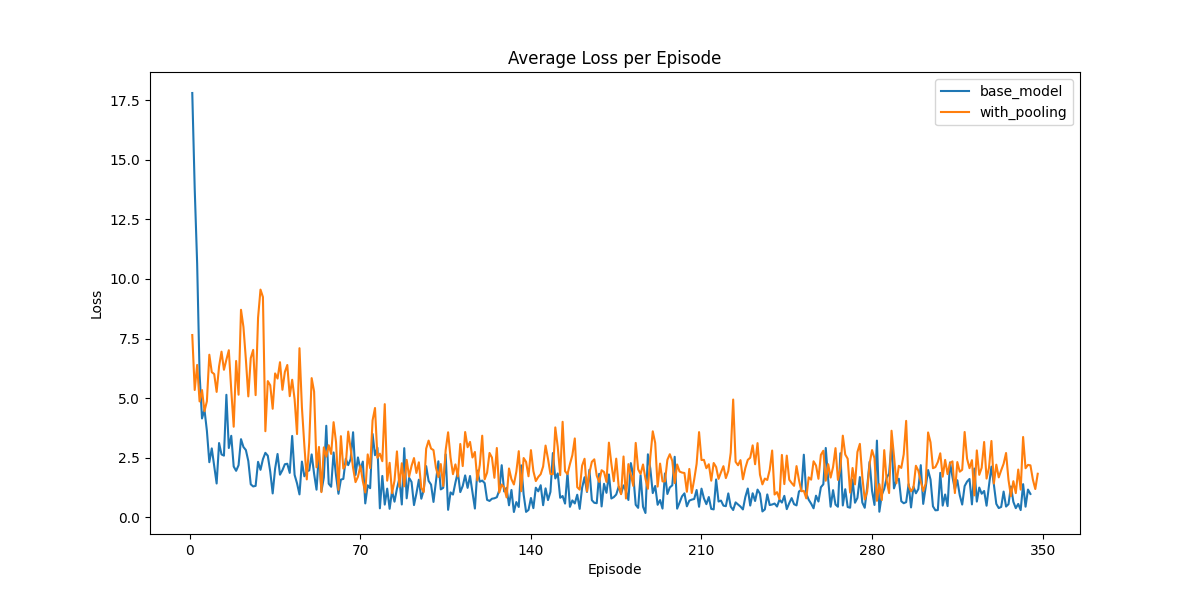 Average Loss per Episode
base_model
with_pooling
17.5
15.0
12.5
10.0
7.5
5.0
2.5
0.0
Loss
0 70 140 210 280 350
Episode